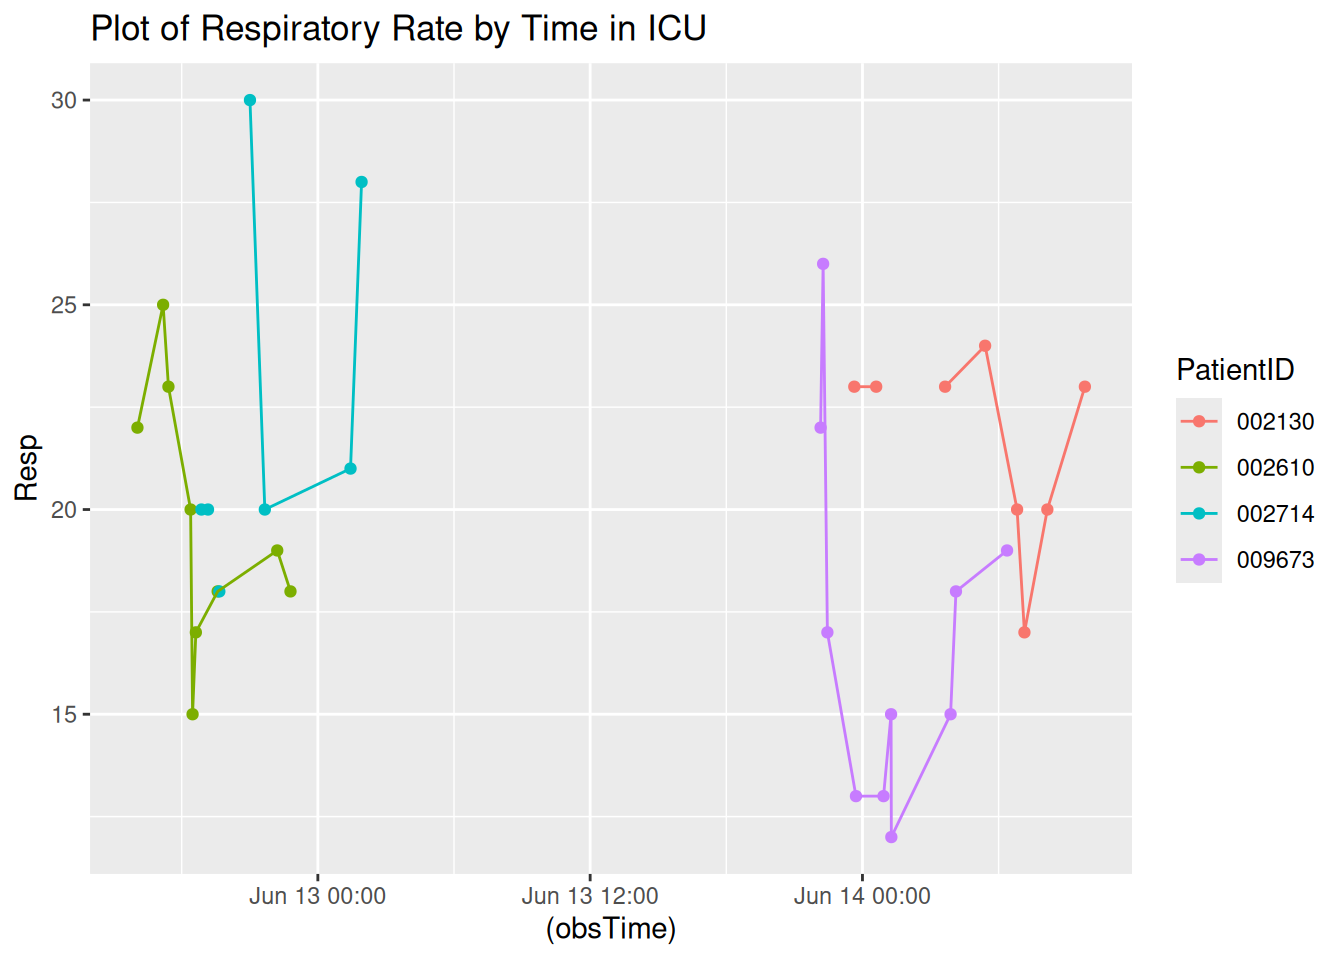 Plot of Respiratory Rate by Time in ICU
30
25
20
15
Resp
Jun 13 00:00
Jun 13 12:00
Jun 14 00:00
(obsTime)
PatientID
002130
002610
002714
009673